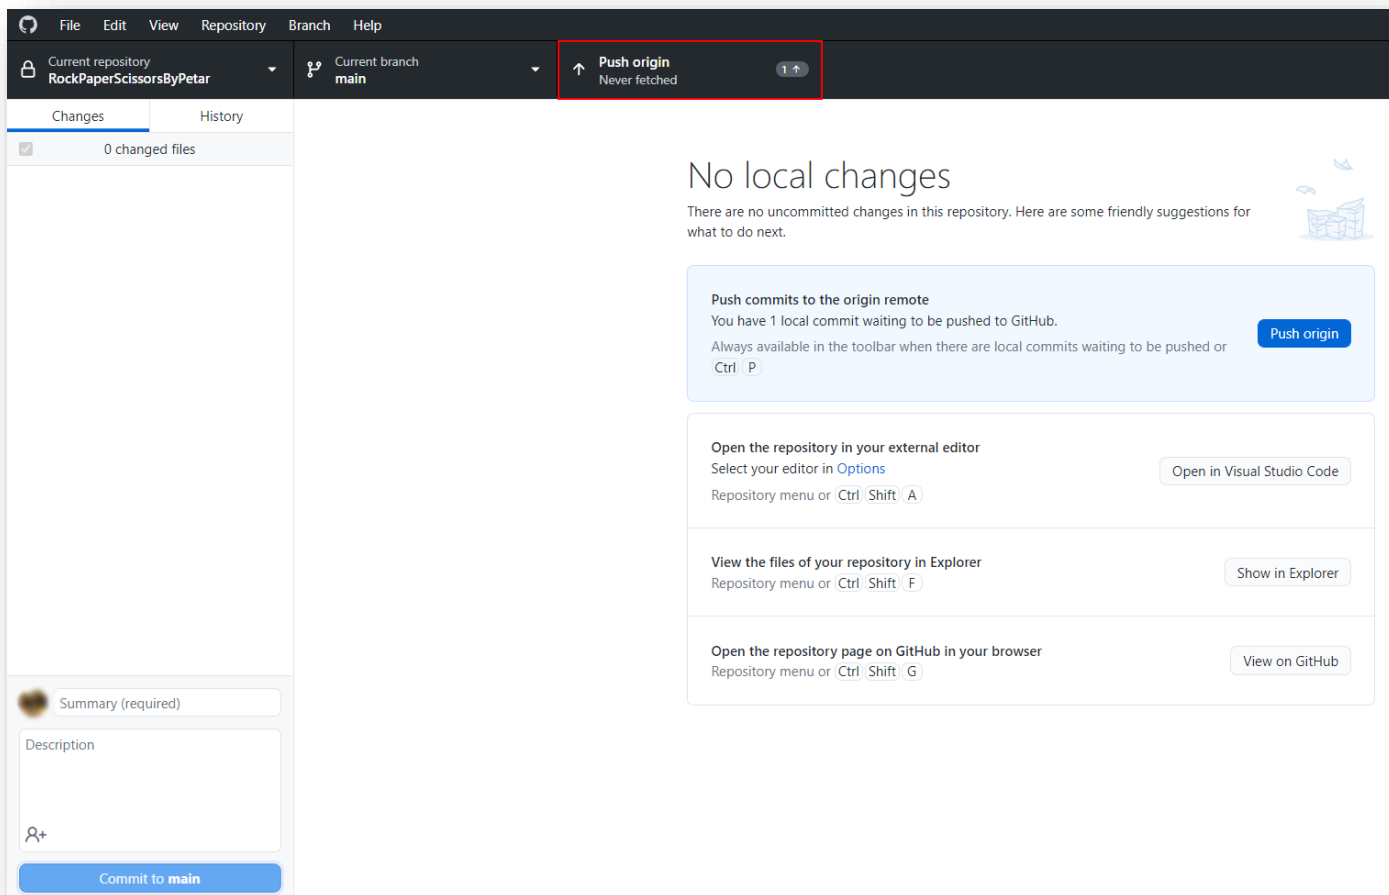 File Edit View Repository Branch Help
Current repository
RockPaperScissorsByPetar
Current branch
main
Push origin
Never fetched
1
Changes History
0 changed files
No local changes
There are no uncommitted changes in this repository. Here are some friendly suggestions for
what to do next.
Push commits to the origin remote
You have 1 local commit waiting to be pushed to GitHub.
Always available in the toolbar when there are local commits waiting to be pushed or
Ctrl P
Push origin
Open the repository in your external editor
Select your editor in Options
Repository menu or Ctrl Shift A
Open in Visual Studio Code
View the files of your repository in Explorer
Repository menu or Ctrl Shift F
Show in Explorer
Open the repository page on GitHub in your browser
Repository menu or Ctrl Shift G
View on GitHub
Summary (required)
Description
Commit to main